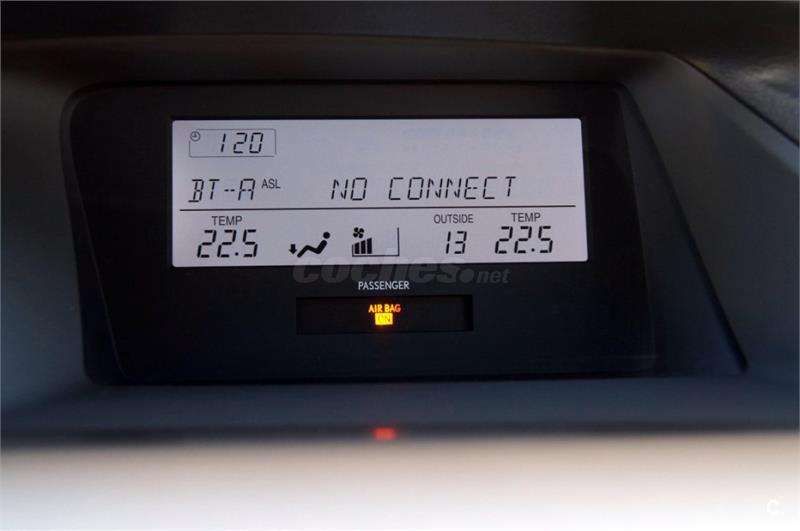 120
BT--A ASL NO CONNECT
TEMP OUTSIDE TEMP
22.5 13 22.5
coches.net
PASSENGER
AIR BAG
ON
C.